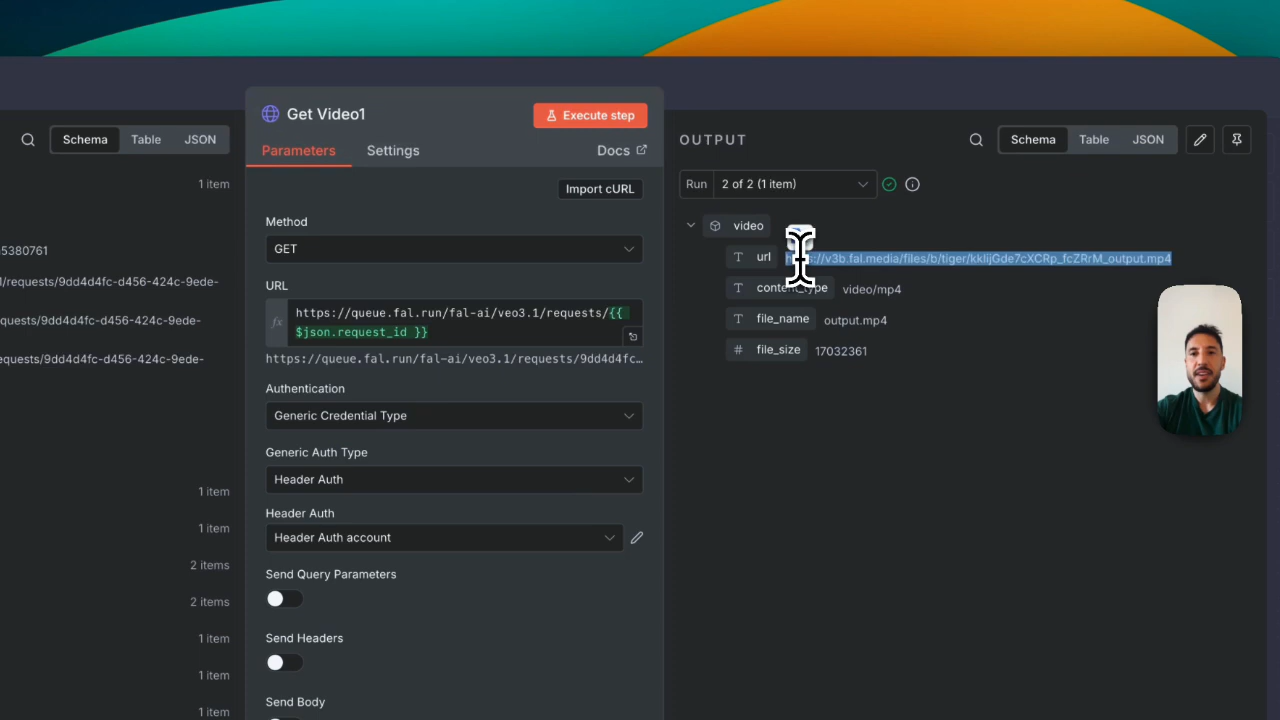 Schema
Table
JSON
1 item
5380761
/requests/9dd4d4fc-d456-424c-9ede-
quests/9dd4d4fc-d456-424c-9ede-
uests/9dd4d4fc-d456-424c-9ede-
1 item
1 item
2 items
2 items
1 item
1 item
1 item
Get Video1
Execute step
Parameters
Settings
Docs
Import cURL
Method
GET
URL
fx
https://queue.fal.run/fal-ai/veo3.1/requests/{{
$json.request_id }}
https://queue.fal.run/fal-ai/veo3.1/requests/9dd4d4fc…
Authentication
Generic Credential Type
Generic Auth Type
Header Auth
Header Auth
Header Auth account
Send Query Parameters
Send Headers
Send Body
OUTPUT
Schema
Table
JSON
Run
2 of 2 (1 item)
video
T url
://v3b.fal.media/files/b/tiger/kklijGde7cXCRp_fcZRrM_output.mp4
T content_type video/mp4
T file_name output.mp4
# file_size 17032361